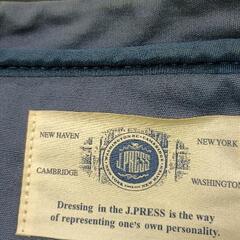 NEW HAVEN
NEW YORK
J.PRESS
CAMBRIDGE
WASHINGTON
Dressing in the J.PRESS is the way
of representing one's own personality.